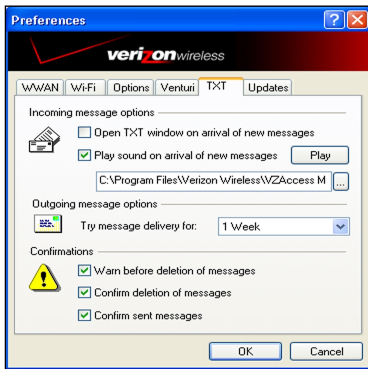 Preferences
verizonwireless
WWAN Wi-Fi Options Venturi TXT Updates
Incoming message options
Open TXT window on arrival of new messages
Play sound on arrival of new messages Play
C:\Program Files\Verizon Wireless\VZAccess M ...
Outgoing message options
Try message delivery for: 1 Week
Confirmations
Warn before deletion of messages
Confirm deletion of messages
Confirm sent messages
OK Cancel